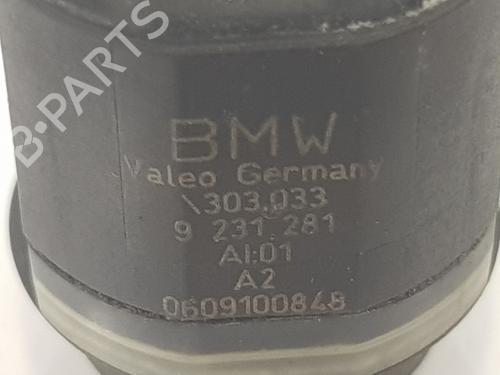 B-PARTS
BMW
Valeo Germany
\303.033
9 231 281
AI:01
A2
0609100848